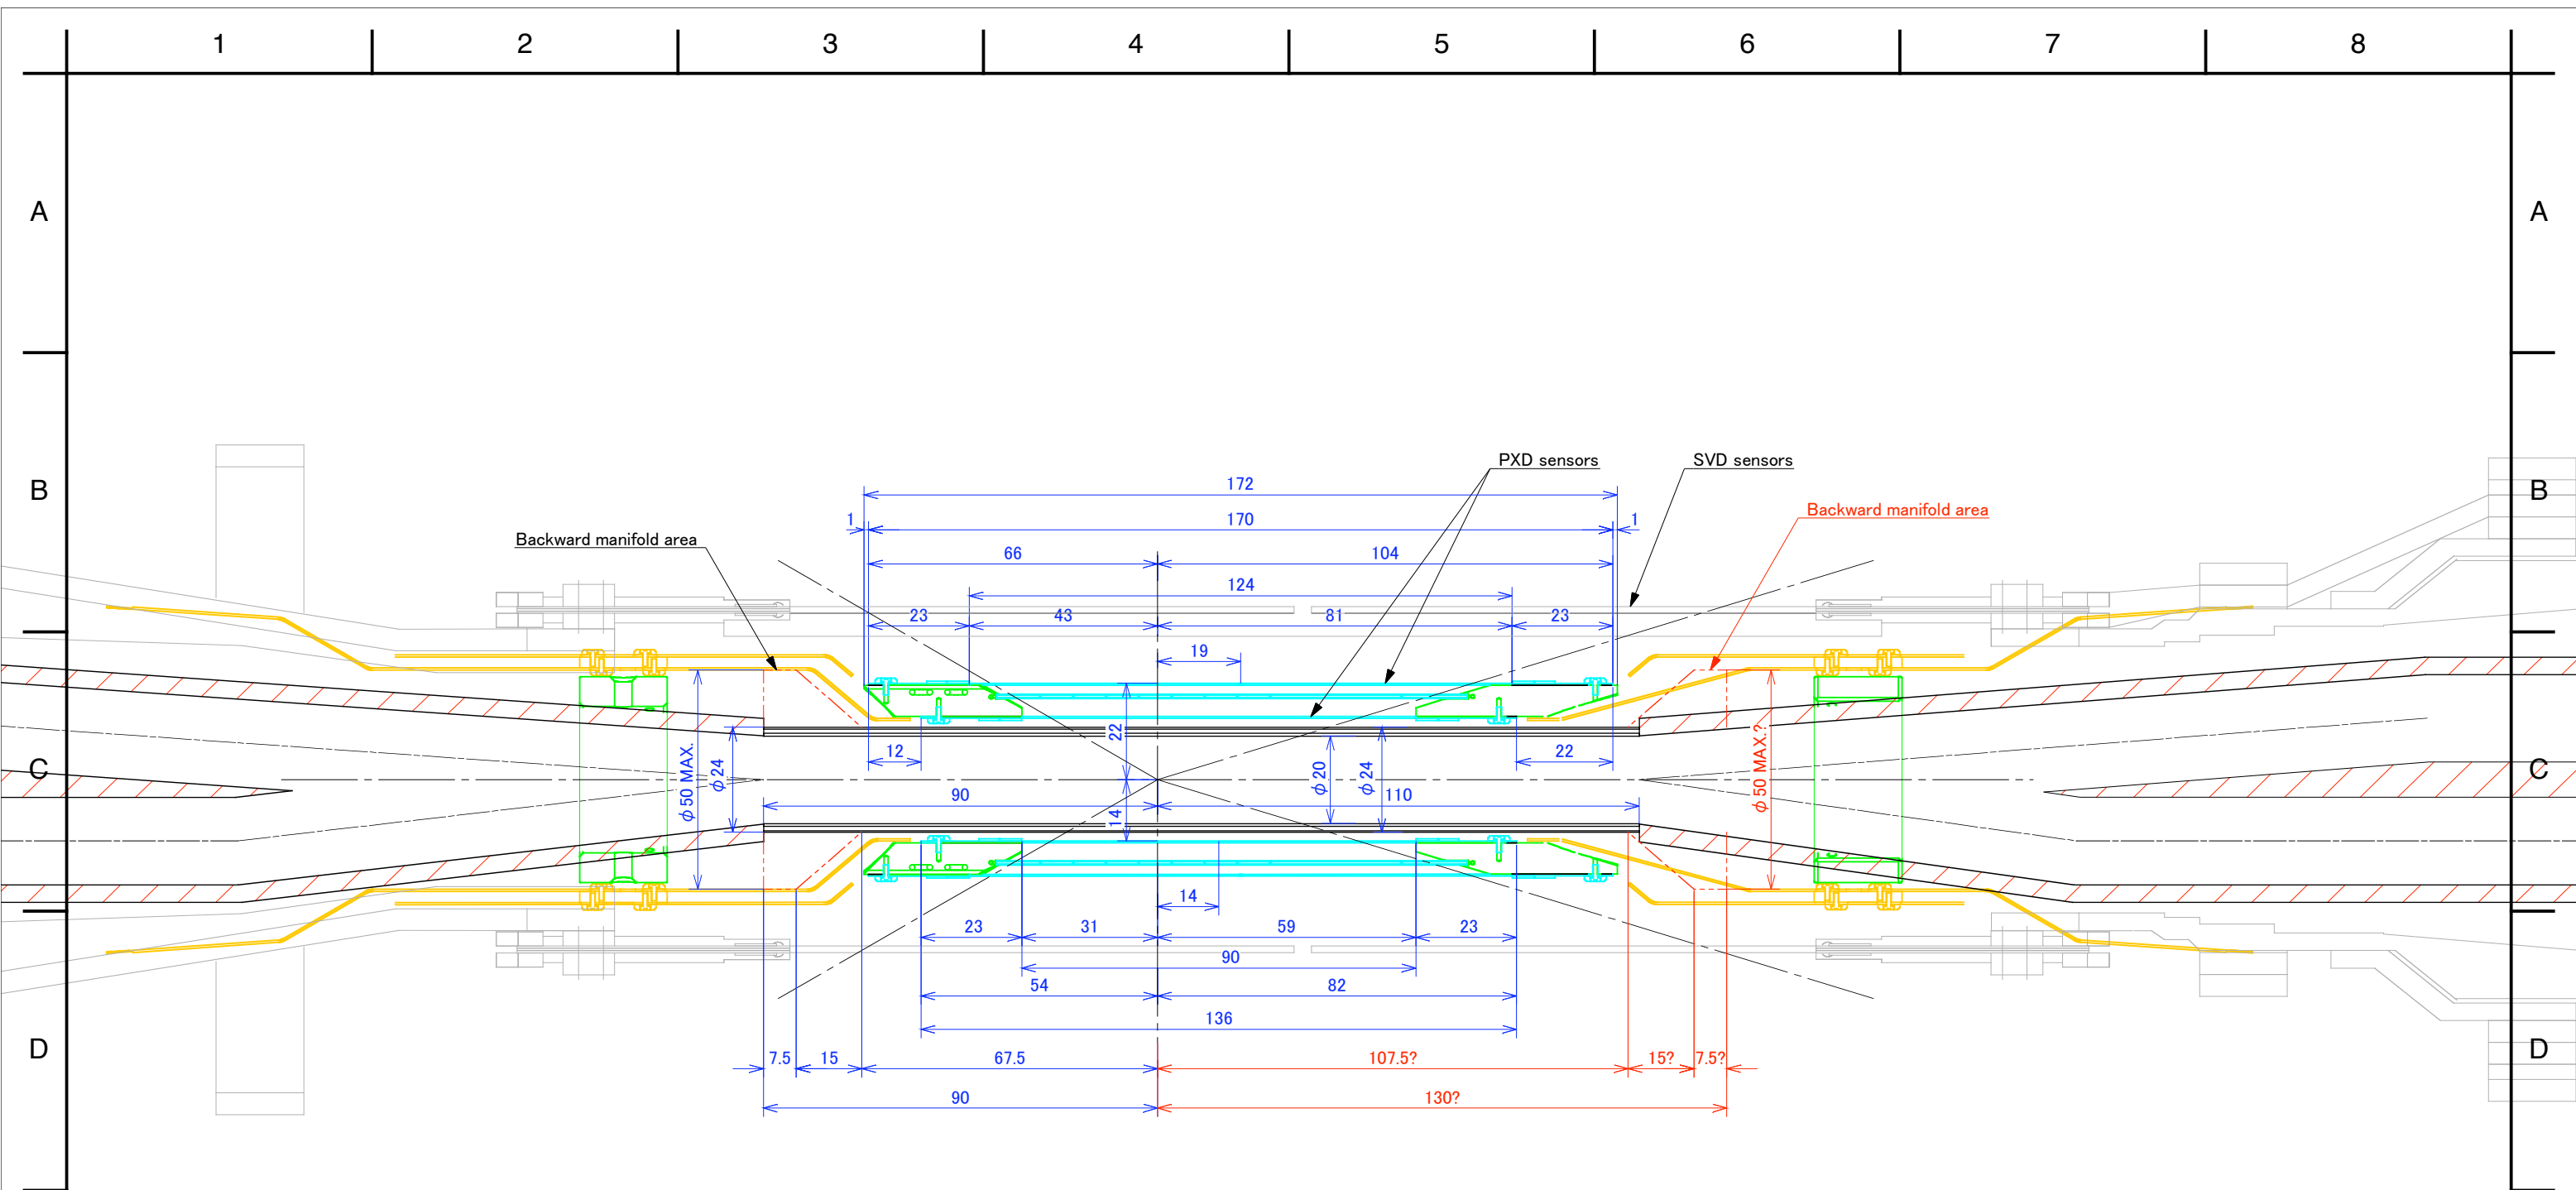 1 2 3 4 5 6 7 8
A A
PXD sensors SVD sensors
172
B B
Backward manifold area
1 170 1
Backward manifold area
66 104
124
23 43 81 23
19
22
12 22
φ50 MAX. φ24 φ20 φ24 φ50 MAX.?
C C
90 110
14
14
23 31 59 23
90
54 82
136
D D
7.5 15 67.5 107.5? 15? 7.5?
90 130?